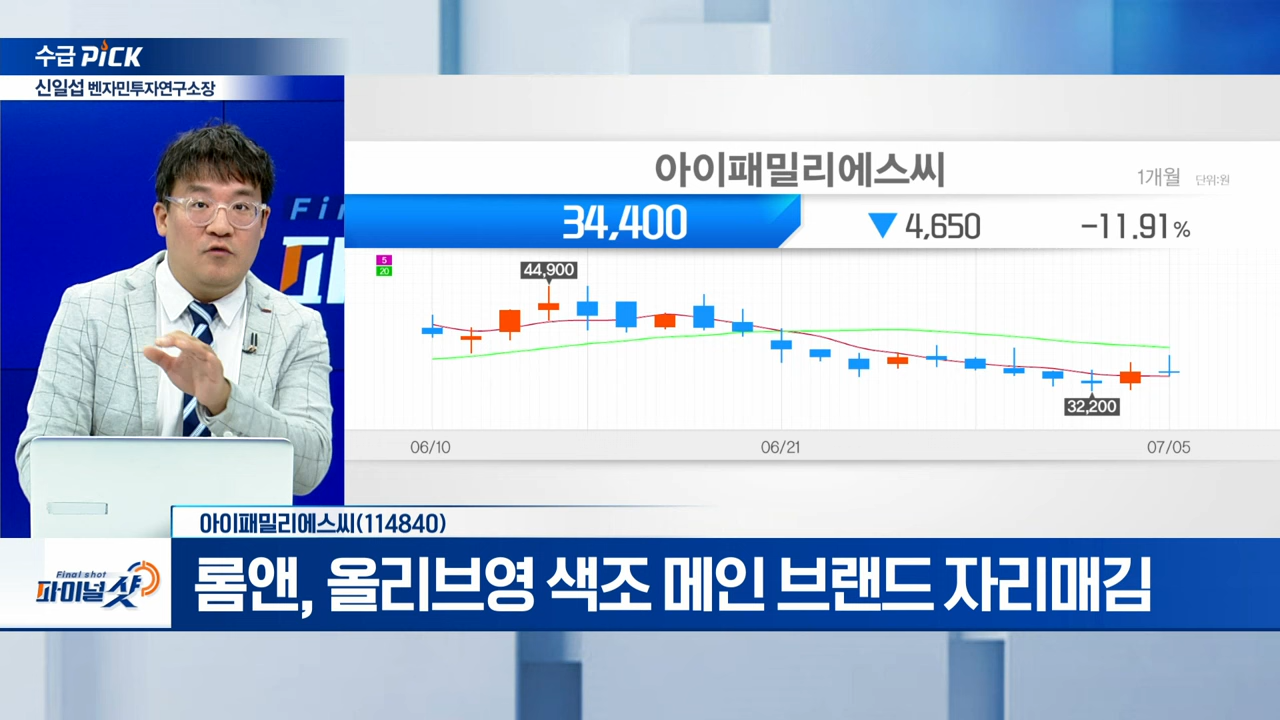 수급 PICK
신일섭 벤자민투자연구소장
Fin
파
아이패밀리에스씨
1개월 단위:원
34,400 ▼ 4,650 -11.91%
5
20
44,900
32,200
06/10 06/21 07/05
아이패밀리에스씨(114840)
Final shot
파이널샷
롬앤, 올리브영 색조 메인 브랜드 자리매김